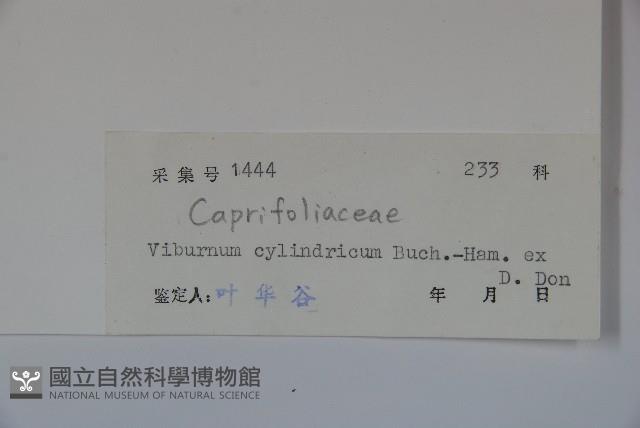 采集号 1444 233 科
Caprifoliaceae
Viburnum cylindricum Buch.-Ham. ex
D. Don
鉴定人: 叶华谷 年 月 日
國立自然科學博物館
NATIONAL MUSEUM OF NATURAL SCIENCE